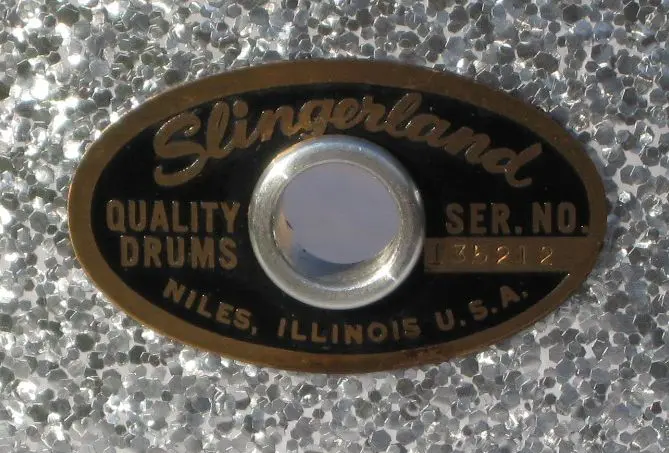 Slingerland
QUALITY
DRUMS
SER. NO.
135212
NILES, ILLINOIS U.S.A.